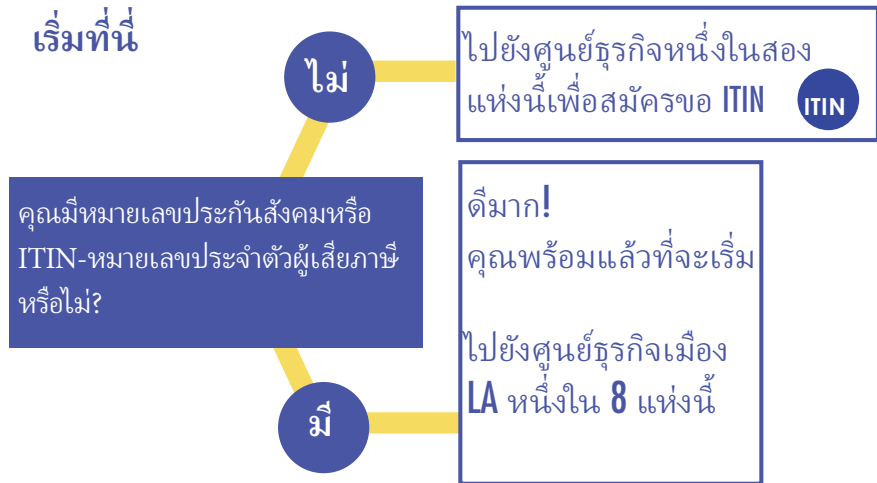 เริ่มที่นี่
ไม่
ไปยังศูนย์ธุรกิจหนึ่งในสอง
แห่งนี้เพื่อสมัครขอ ITIN
ITIN
คุณมีหมายเลขประกันสังคมหรือ
ITIN-หมายเลขประจำตัวผู้เสียภาษี
หรือไม่?
ดีมาก!
คุณพร้อมแล้วที่จะเริ่ม
ไปยังศูนย์ธุรกิจเมือง
LA หนึ่งใน 8 แห่งนี้
มี